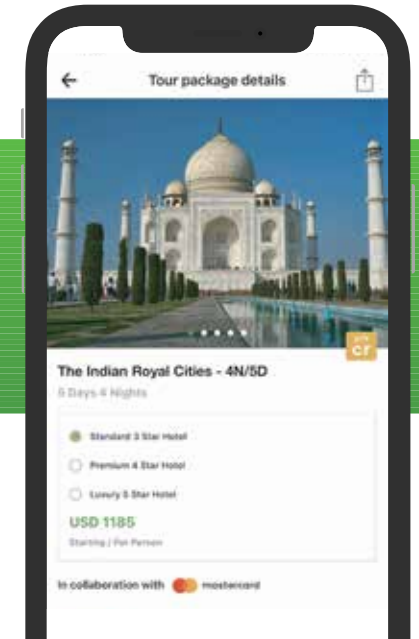 Tour package details
cr
The Indian Royal Cities - 4N/5D
5 Days 4 Nights
Standard 3 Star Hotel
Premium 4 Star Hotel
Luxury 5 Star Hotel
USD 1185
Starting / Per Person
In collaboration with mastercard